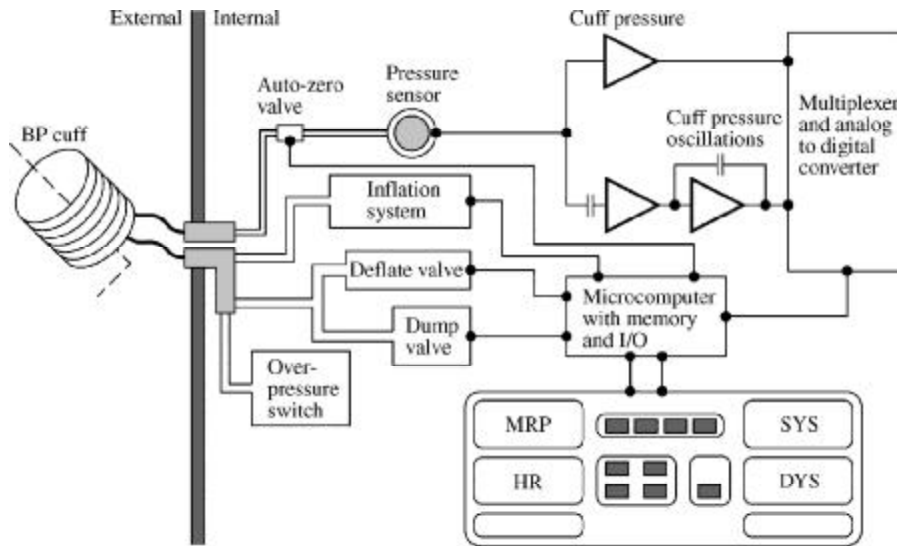 External
Internal
Cuff pressure
Auto-zero
valve
Pressure
sensor
BP cuff
Cuff pressure
oscillations
Multiplexer
and analog
to digital
converter
Inflation
system
Deflate valve
Dump
valve
Microcomputer
with memory
and I/O
Over-
pressure
switch
MRP
SYS
HR
DYS